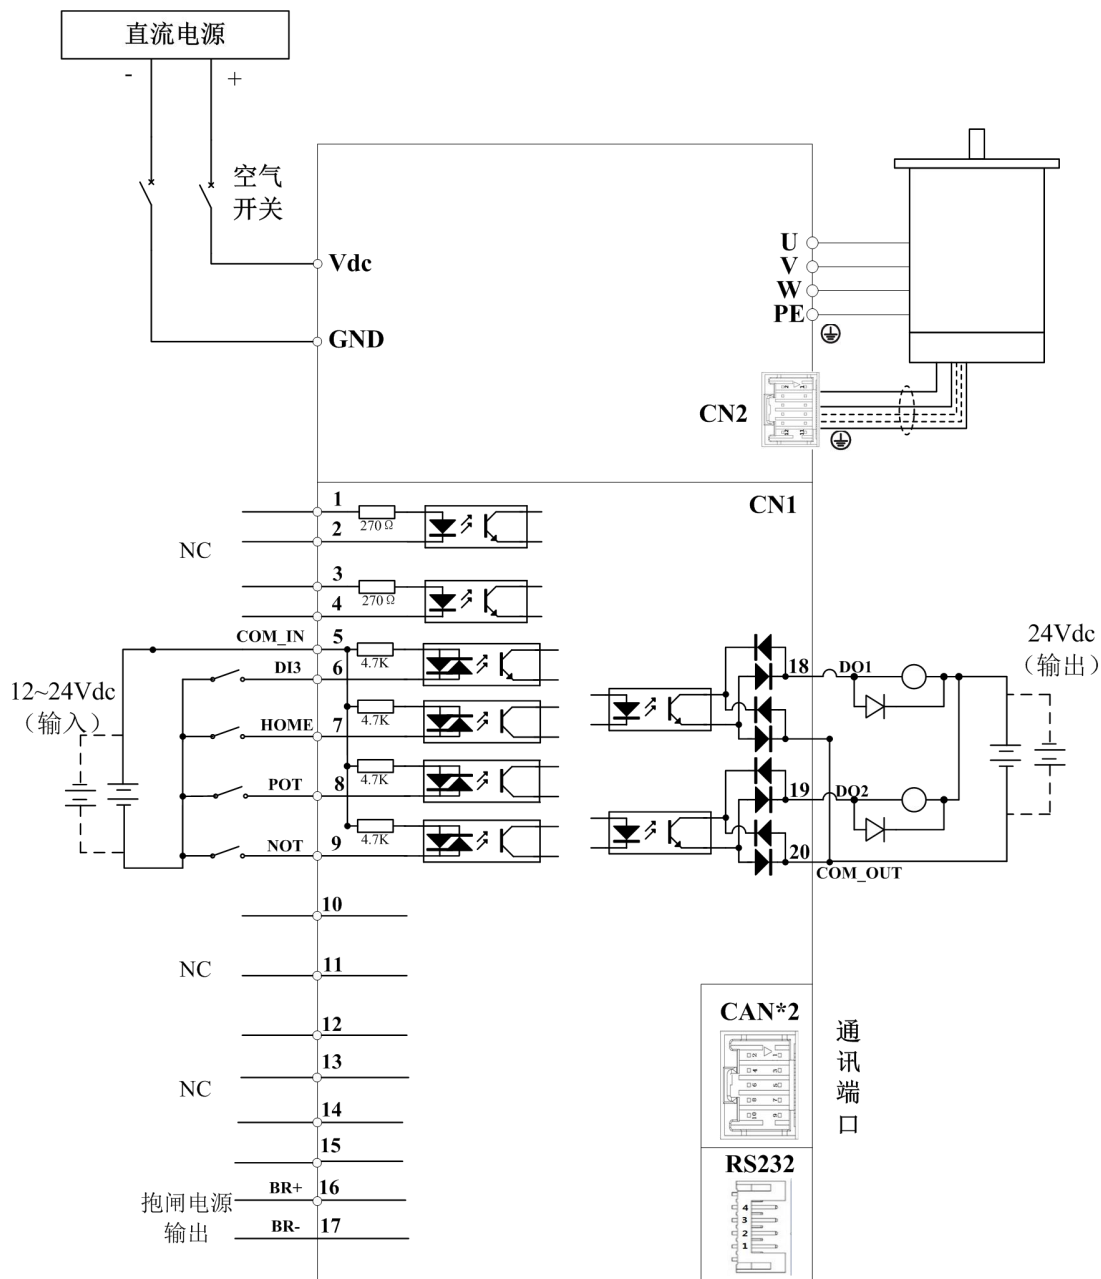 直流电源
-
+
空气
开关
Vdc
GND
U
V
W
PE
CN2
CN1
1
270 Ω
2
NC
3
270 Ω
4
COM_IN
5
4.7K
DI3
6
12~24Vdc
（输入）
HOME
7
4.7K
POT
8
4.7K
NOT
9
4.7K
24Vdc
（输出）
18
DO1
19
DO2
20
COM_OUT
10
NC
11
12
13
NC
14
15
抱闸电源
输出
BR+
16
BR-
17
CAN*2
通
讯
端
口
RS232
4
3
2
1